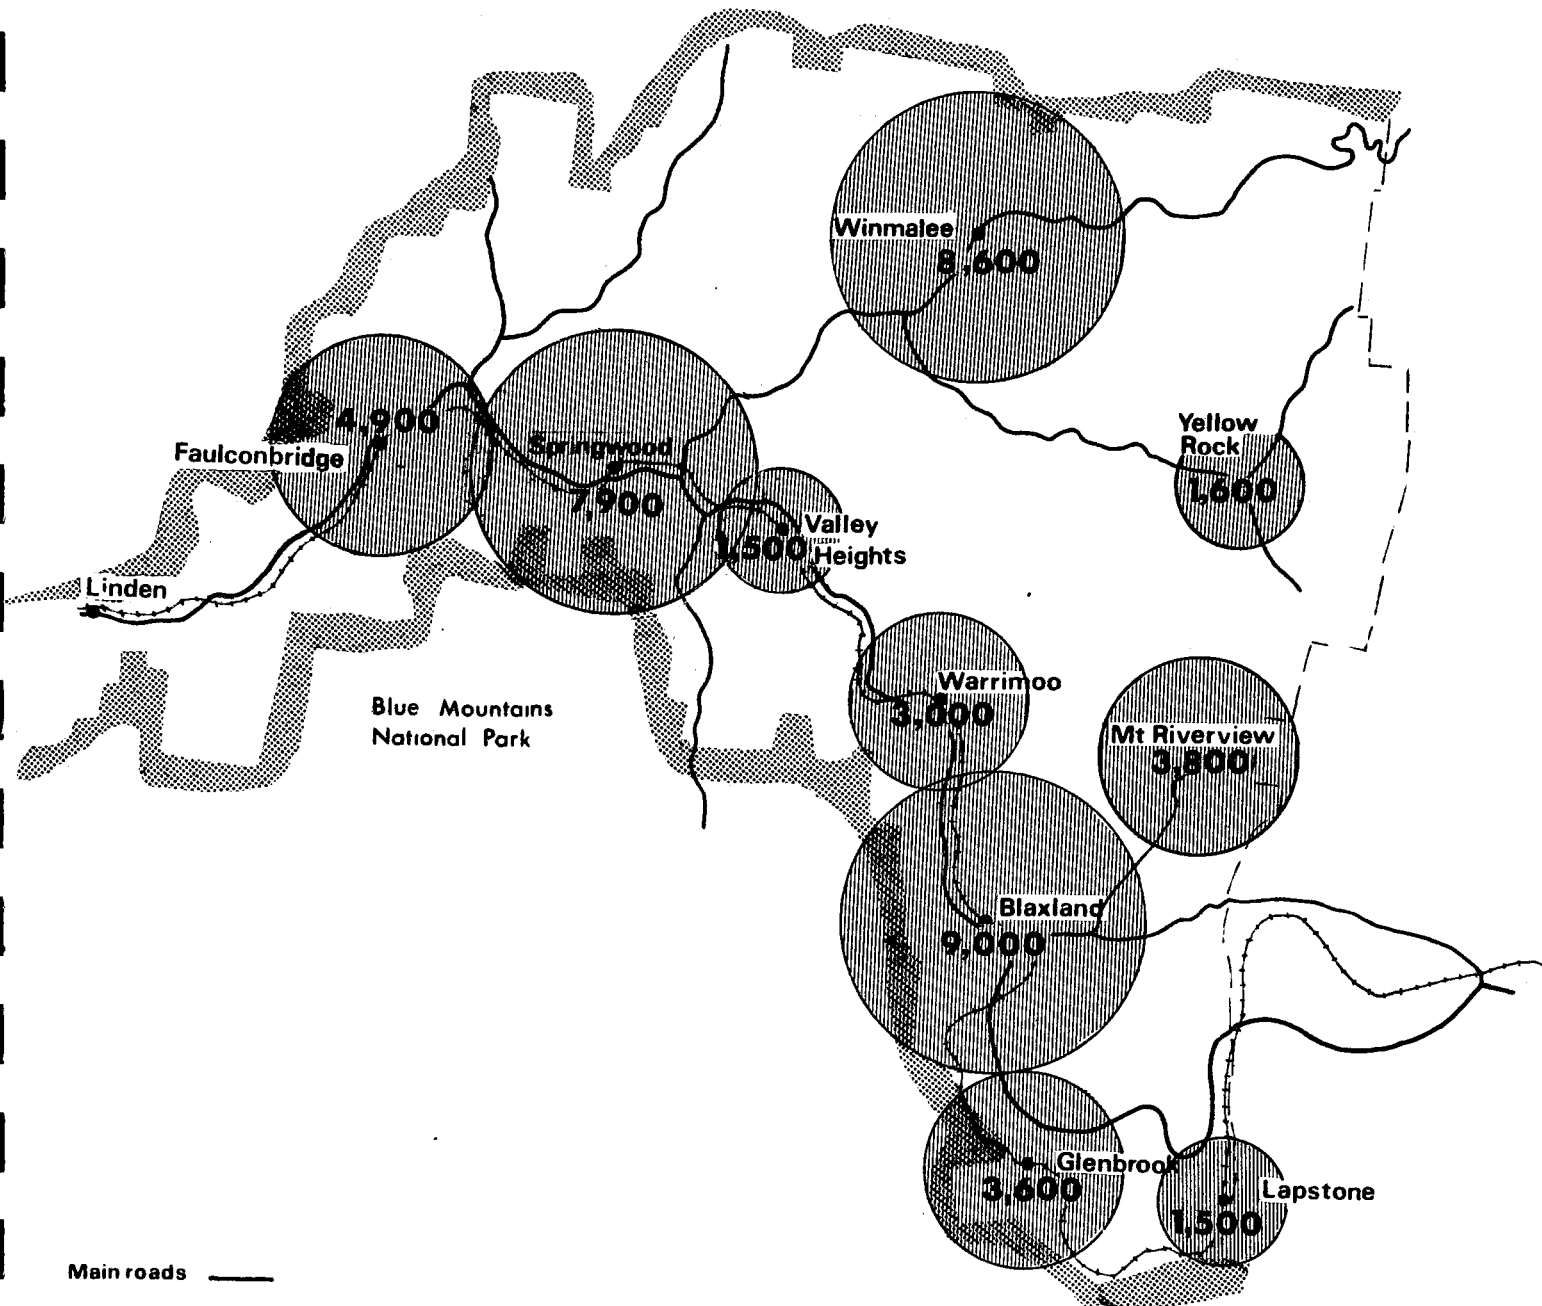 Winmalee
8,600
4,900
Faulconbridge
Springwood
7,900
Yellow
Rock
1,600
Valley
Heights
1,500
Linden
Warrimoo
3,000
Blue Mountains
National Park
Mt Riverview
3,800
Blaxland
9,000
Glenbrook
3,600
Lapstone
1,500
Main roads